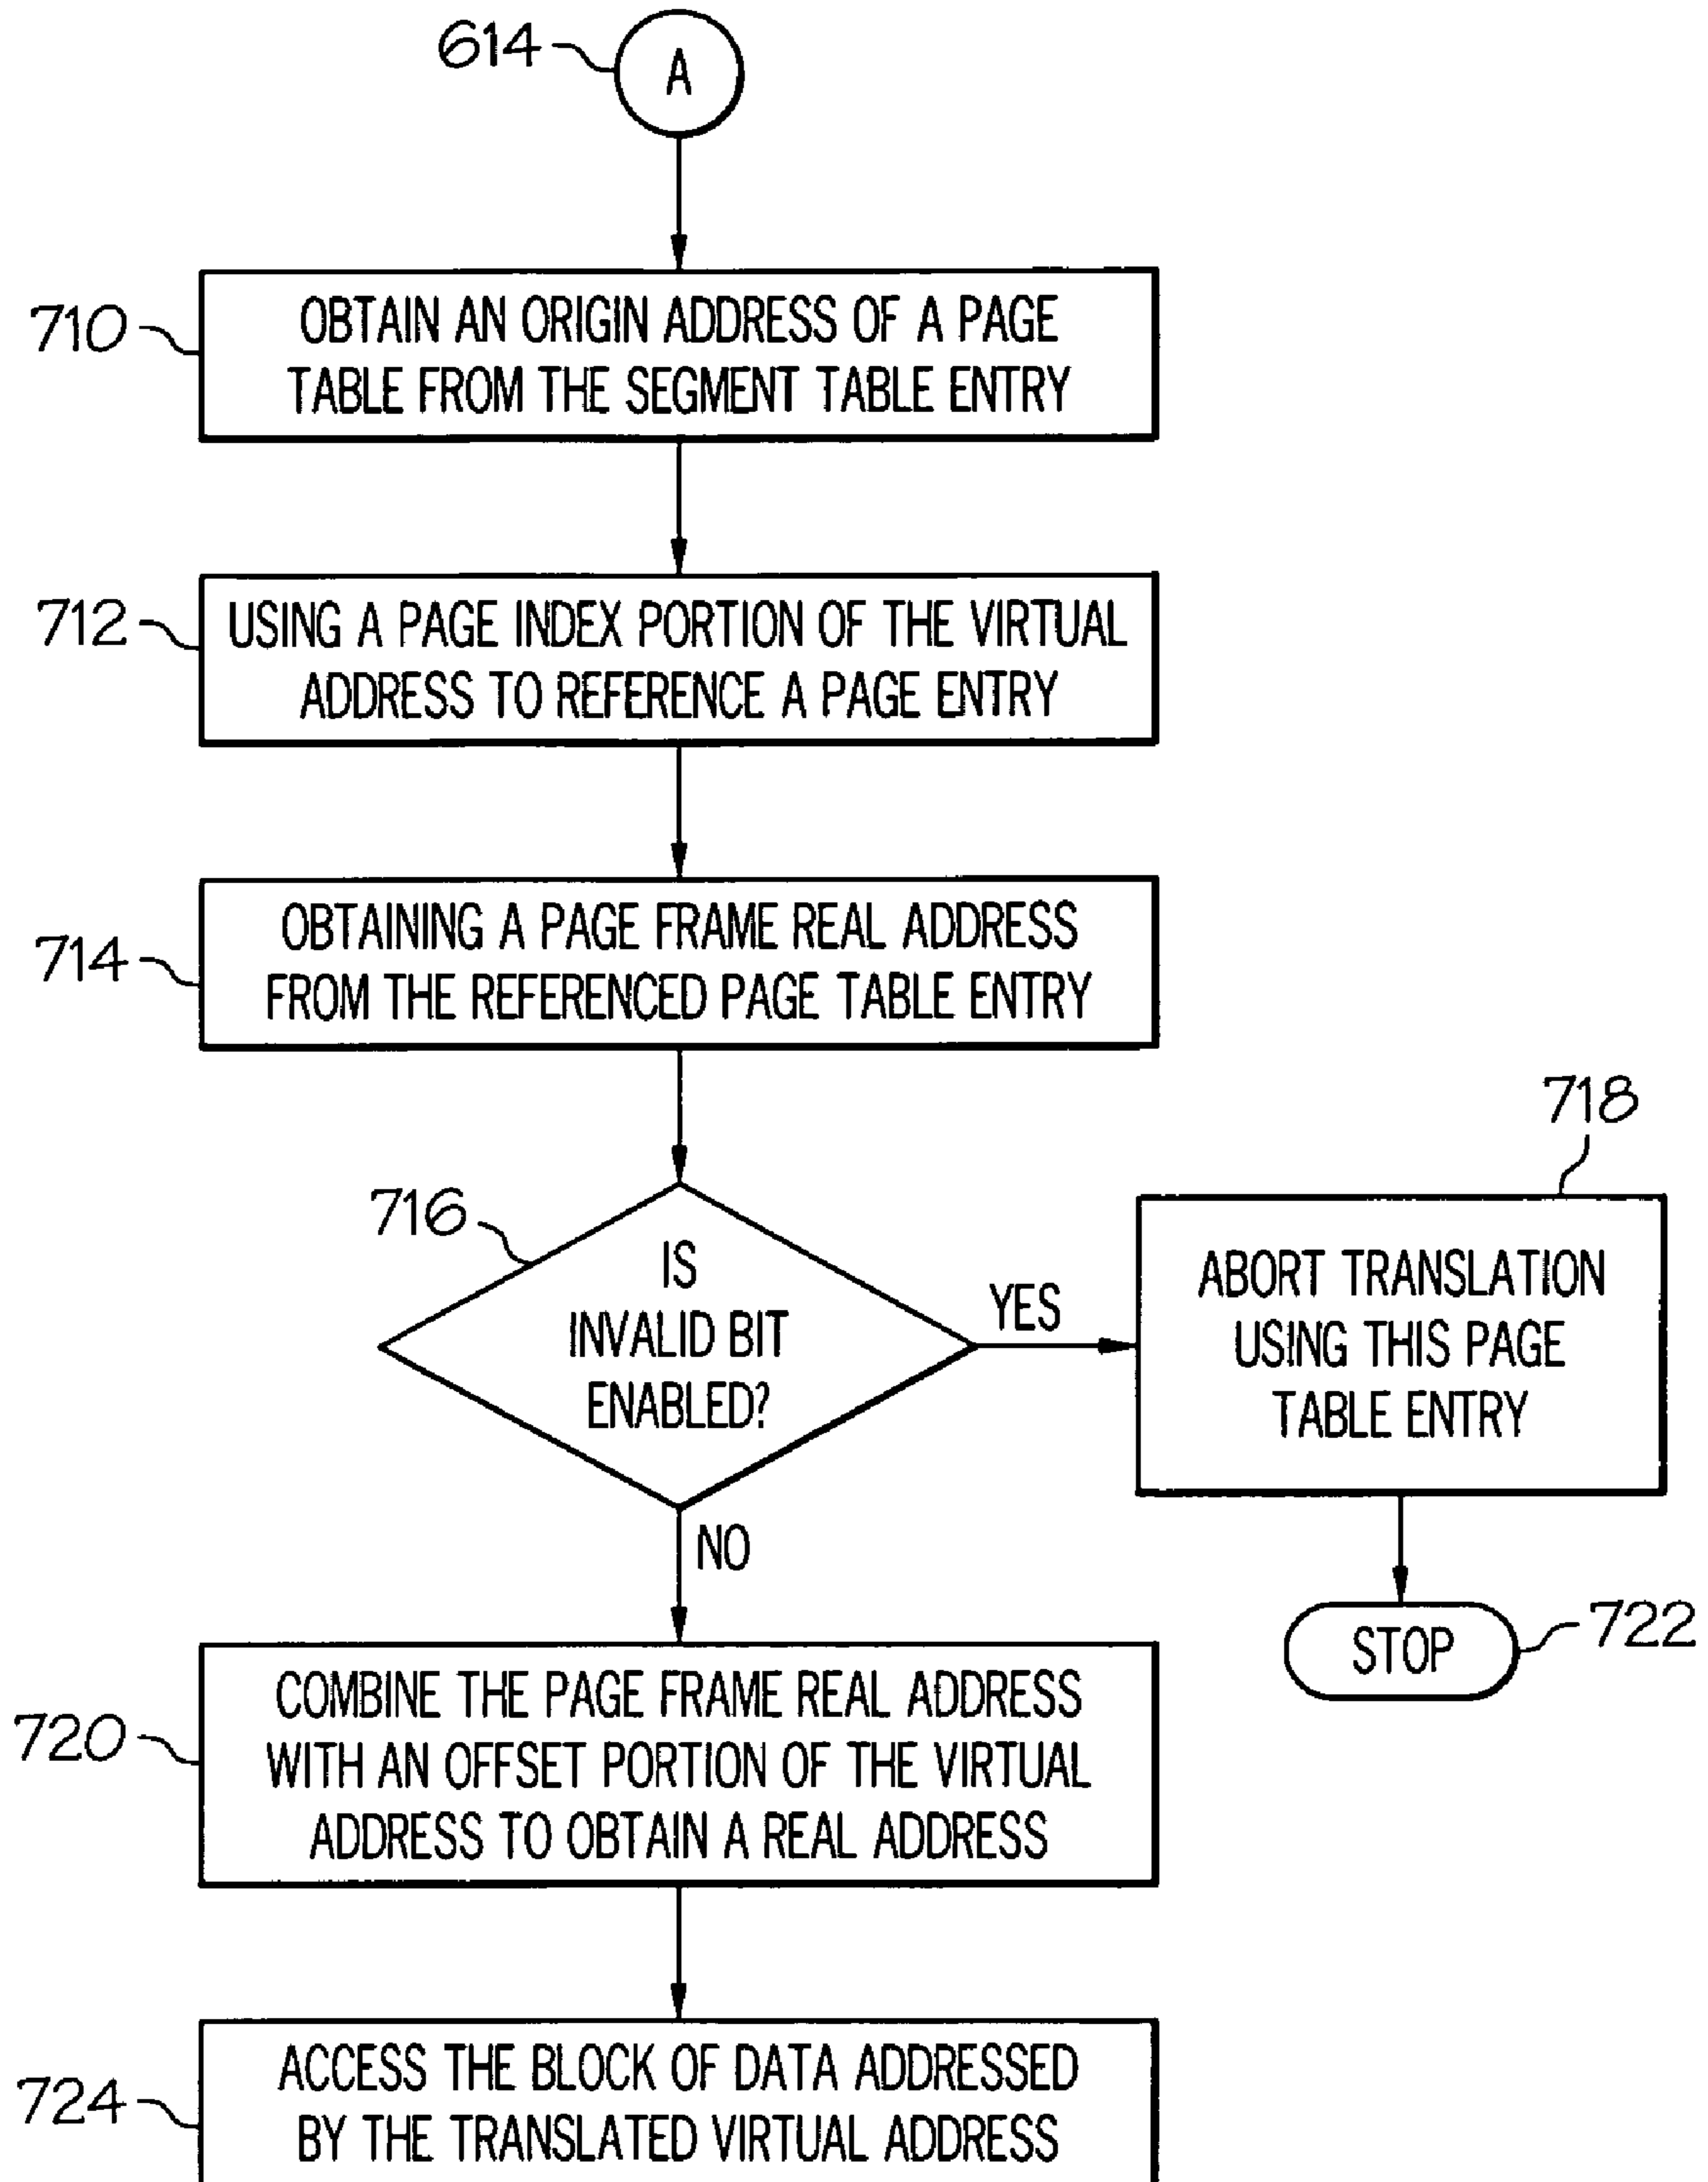 614
A
710
OBTAIN AN ORIGIN ADDRESS OF A PAGE
TABLE FROM THE SEGMENT TABLE ENTRY
712
USING A PAGE INDEX PORTION OF THE VIRTUAL
ADDRESS TO REFERENCE A PAGE ENTRY
714
OBTAINING A PAGE FRAME REAL ADDRESS
FROM THE REFERENCED PAGE TABLE ENTRY
716
IS
INVALID BIT
ENABLED?
YES
718
ABORT TRANSLATION
USING THIS PAGE
TABLE ENTRY
NO
STOP
722
720
COMBINE THE PAGE FRAME REAL ADDRESS
WITH AN OFFSET PORTION OF THE VIRTUAL
ADDRESS TO OBTAIN A REAL ADDRESS
724
ACCESS THE BLOCK OF DATA ADDRESSED
BY THE TRANSLATED VIRTUAL ADDRESS